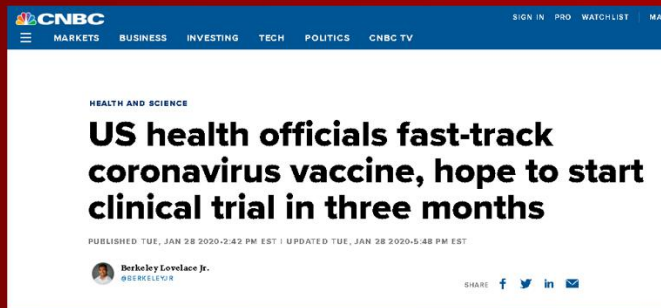 CNBC
SIGN IN PRO WATCHLIST
MARKETS BUSINESS INVESTING TECH POLITICS CNBC TV
HEALTH AND SCIENCE
US health officials fast-track
coronavirus vaccine, hope to start
clinical trial in three months
PUBLISHED TUE, JAN 28 2020•2:42 PM EST | UPDATED TUE, JAN 28 2020•5:48 PM EST
Berkeley Lovelace Jr.
@BERKELEYJR
SHARE